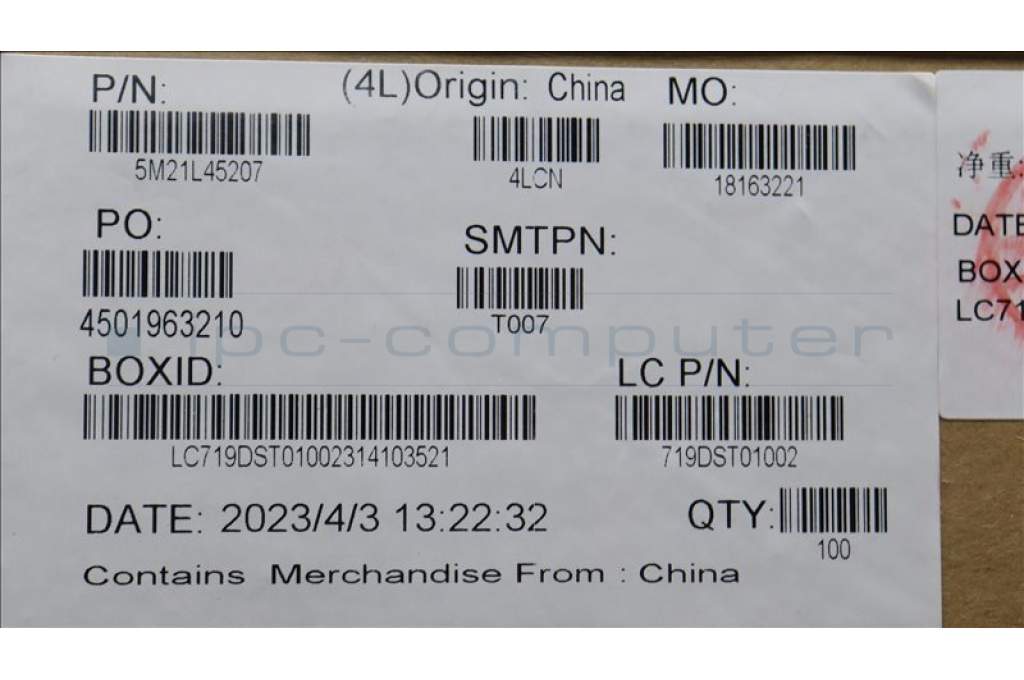 P/N:
(4L)Origin: China
MO:
5M21L45207
4LCN
18163221
PO:
SMTPN:
4501963210
T007
ipc-computer
BOXID:
LC P/N:
LC719DST01002314103521
719DST01002
DATE: 2023/4/3 13:22:32
QTY:
100
Contains Merchandise From : China
净重:
DATE
BOX
LC71